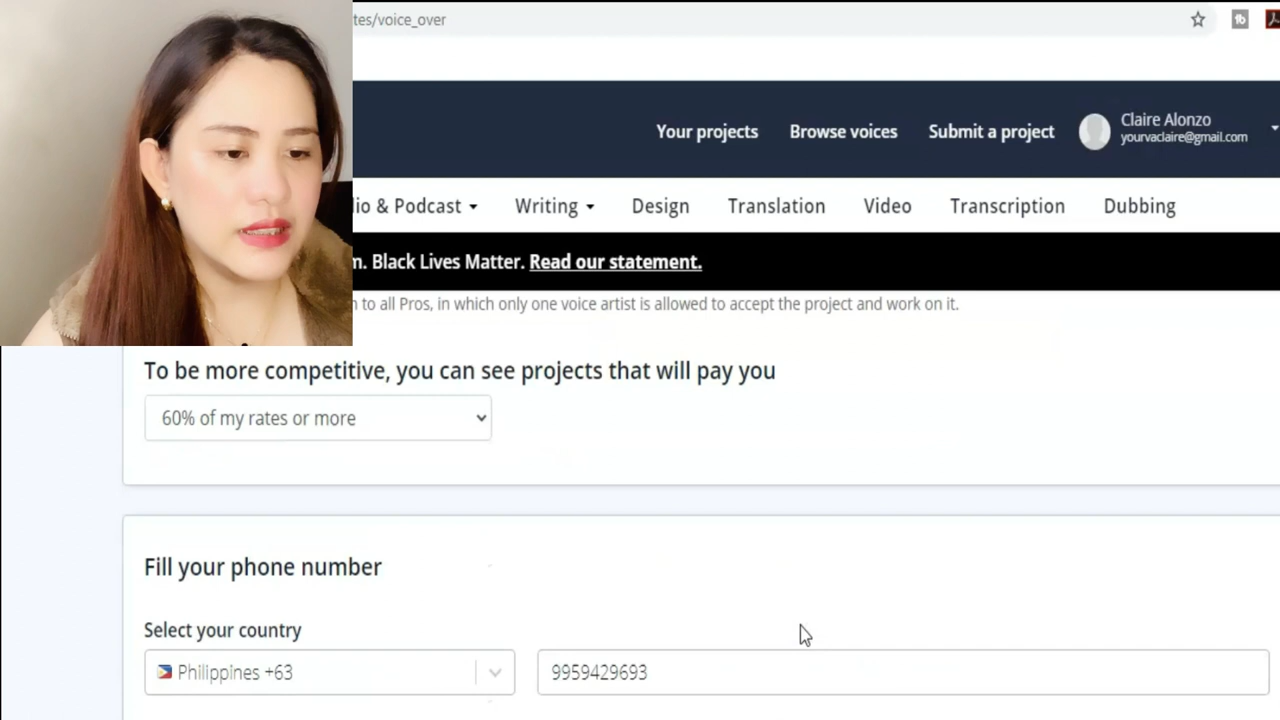 tes/voice_over
Your projects
Browse voices
Submit a project
Claire Alonzo
yourvaclaire@gmail.com
io & Podcast
Writing
Design
Translation
Video
Transcription
Dubbing
n. Black Lives Matter. Read our statement.
n to all Pros, in which only one voice artist is allowed to accept the project and work on it.
To be more competitive, you can see projects that will pay you
60% of my rates or more
Fill your phone number
Select your country
Philippines +63
9959429693